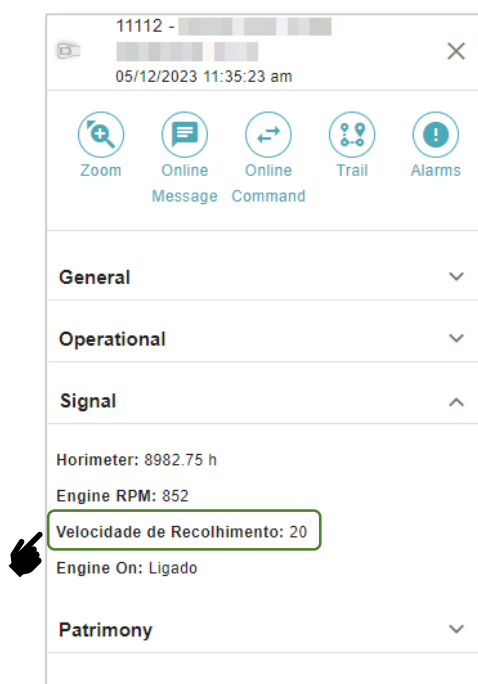 11112 -
05/12/2023 11:35:23 am
Zoom
Online Message
Online Command
Trail
Alarms
General
Operational
Signal
Horimeter: 8982.75 h
Engine RPM: 852
Velocidade de Recolhimento: 20
Engine On: Ligado
Patrimony